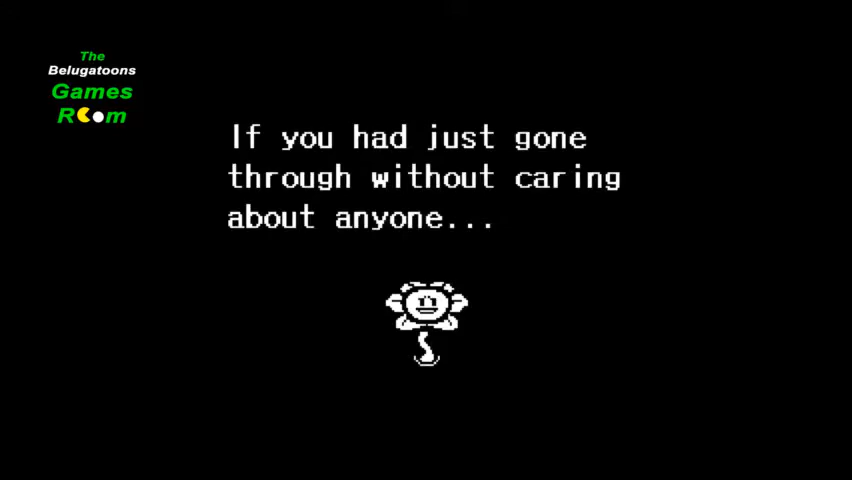 The
Belugatoons
Games
Room
If you had just gone
through without caring
about anyone...